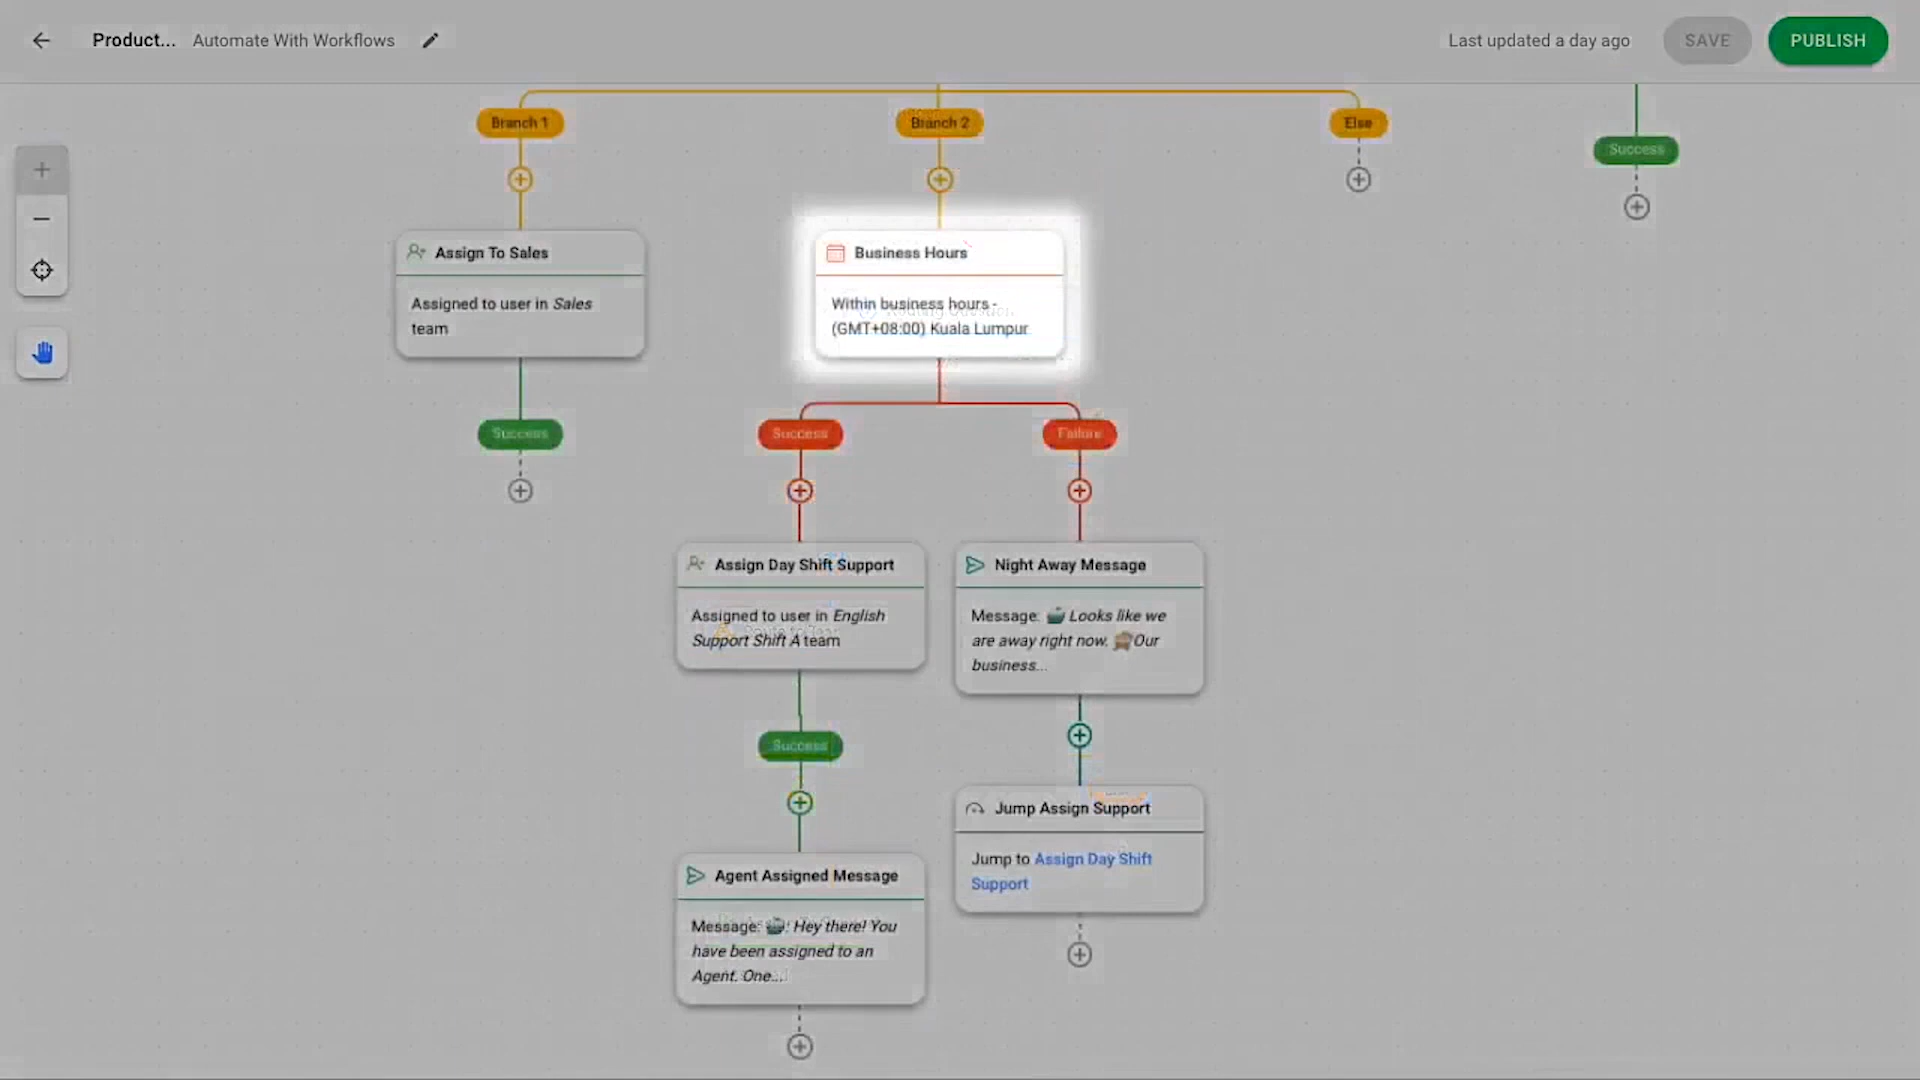 Product... Automate With Workflows
Last updated a day ago
SAVE
PUBLISH
Branch 1
Branch 2
Else
Success
Assign To Sales
Assigned to user in Sales
team
Business Hours
Within business hours -
(GMT+08:00) Kuala Lumpur
Success
Success
Failure
Assign Day Shift Support
Assigned to user in English
Support Shift A team
Night Away Message
Message: Looks like we
are away right now. Our
business...
Success
Jump Assign Support
Jump to Assign Day Shift
Support
Agent Assigned Message
Message: 🤖: Hey there! You
have been assigned to an
Agent. One...